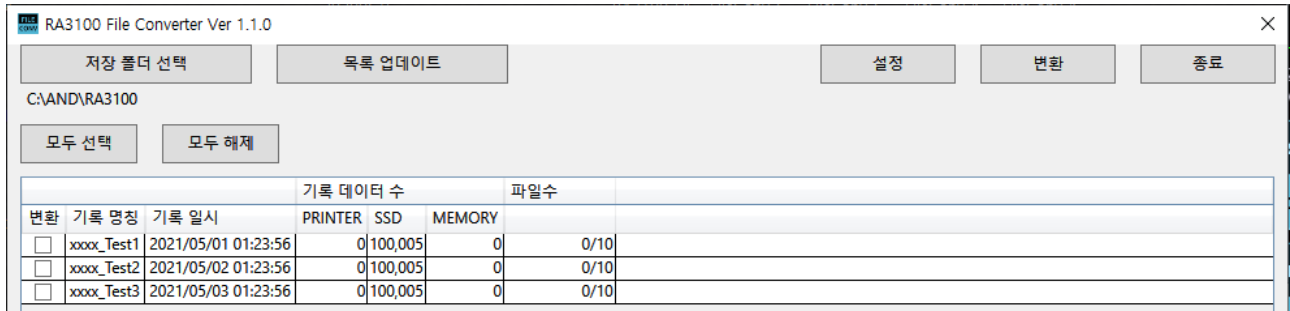 FILE
CONV
RA3100 File Converter Ver 1.1.0
저장 폴더 선택 목록 업데이트 설정 변환 종료
C:\AND\RA3100
모두 선택 모두 해제
기록 데이터 수 파일수
변환 기록 명칭 기록 일시 PRINTER SSD MEMORY
xxxx_Test1 2021/05/01 01:23:56 0 100,005 0 0/10
xxxx_Test2 2021/05/02 01:23:56 0 100,005 0 0/10
xxxx_Test3 2021/05/03 01:23:56 0 100,005 0 0/10